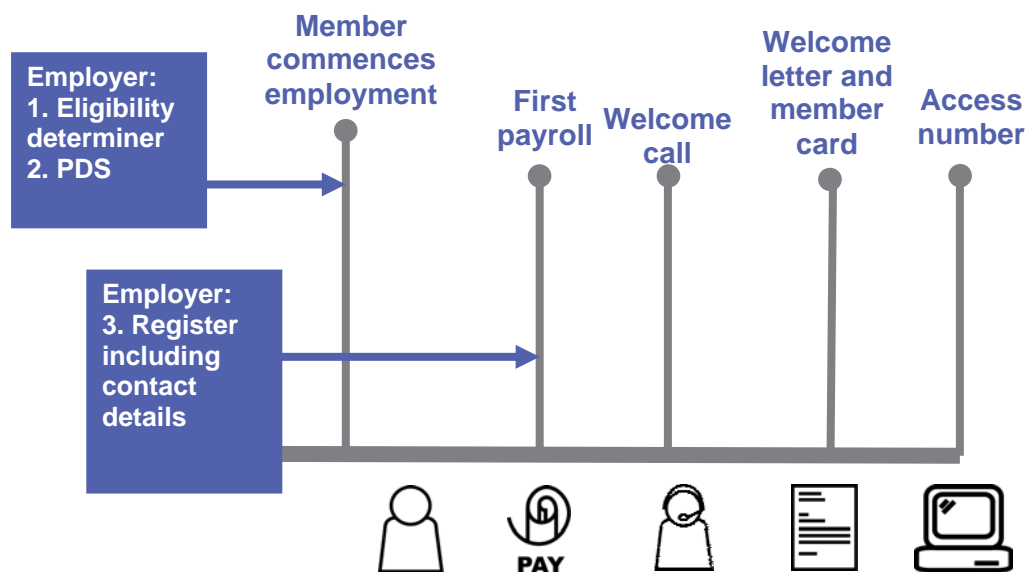 Member
commences
employment
Employer:
1. Eligibility
determiner
2. PDS
First
payroll
Welcome
call
Welcome
letter and
member
card
Access
number
Employer:
3. Register
including
contact
details
PAY